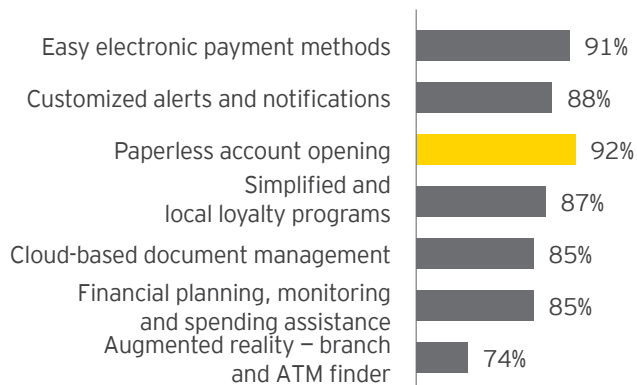 Easy electronic payment methods 91%
Customized alerts and notifications 88%
Paperless account opening 92%
Simplified and
local loyalty programs 87%
Cloud-based document management 85%
Financial planning, monitoring
and spending assistance 85%
Augmented reality – branch
and ATM finder 74%